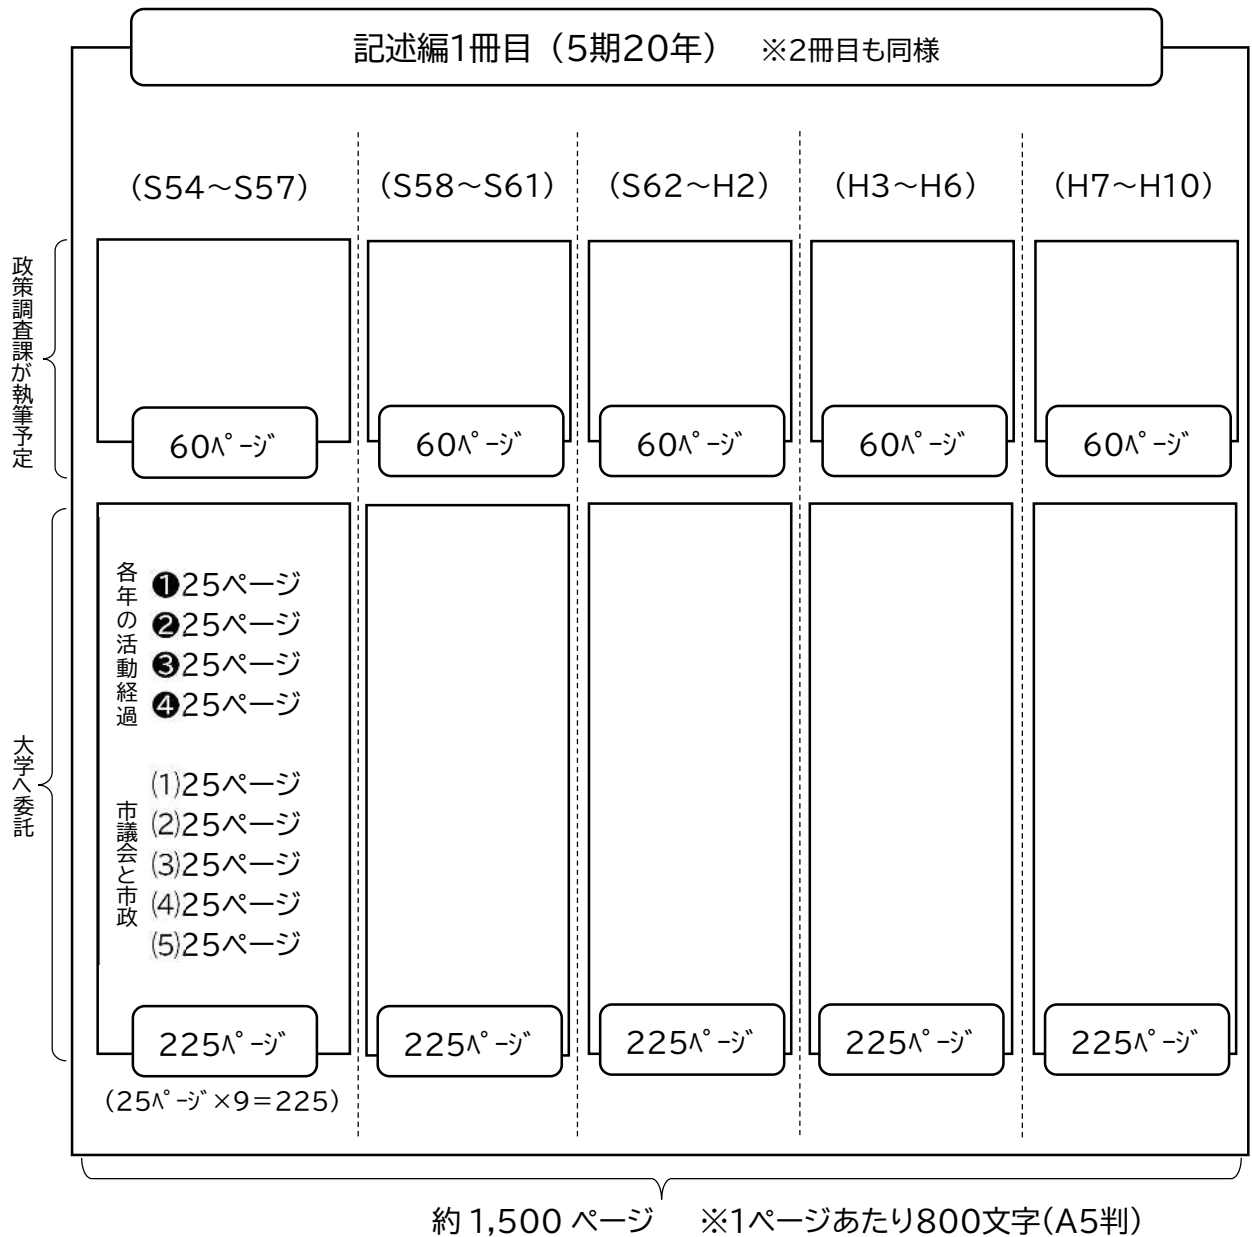 記述編1冊目（5期20年）　※2冊目も同様
（S54～S57）
（S58～S61）
（S62～H2）
（H3～H6）
（H7～H10）
政策調査課が執筆予定
60ﾍﾟｰｼﾞ
60ﾍﾟｰｼﾞ
60ﾍﾟｰｼﾞ
60ﾍﾟｰｼﾞ
60ﾍﾟｰｼﾞ
大学へ委託
各年の活動経過
❶25ページ
❷25ページ
❸25ページ
❹25ページ
市議会と市政
⑴25ページ
⑵25ページ
⑶25ページ
⑷25ページ
⑸25ページ
225ﾍﾟｰｼﾞ
225ﾍﾟｰｼﾞ
225ﾍﾟｰｼﾞ
225ﾍﾟｰｼﾞ
225ﾍﾟｰｼﾞ
（25ﾍﾟｰｼﾞ×9＝225）
約 1,500 ページ　※1ページあたり800文字(A5判)